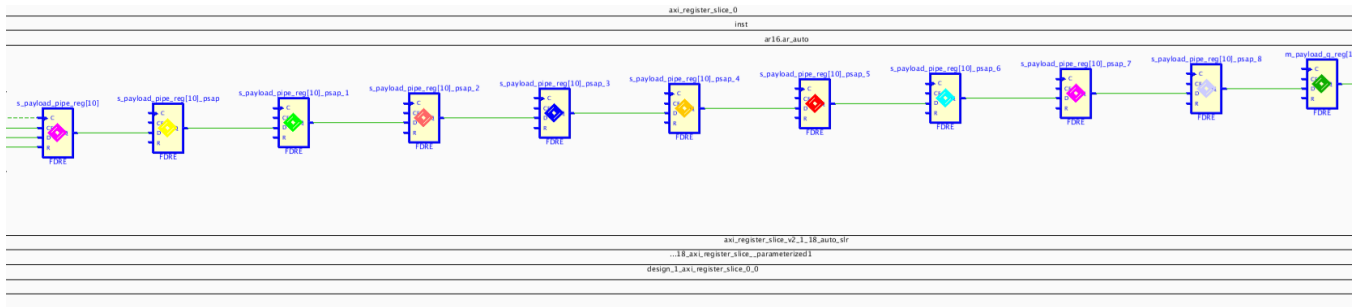 axi_register_slice_0
inst
ar16.ar_auto
s_payload_pipe_reg[10]
s_payload_pipe_reg[10]_psap
s_payload_pipe_reg[10]_psap_1
s_payload_pipe_reg[10]_psap_2
s_payload_pipe_reg[10]_psap_3
s_payload_pipe_reg[10]_psap_4
s_payload_pipe_reg[10]_psap_5
s_payload_pipe_reg[10]_psap_6
s_payload_pipe_reg[10]_psap_7
s_payload_pipe_reg[10]_psap_8
m_payload_q_reg[1
C
D
R
FDRE
C
D
R
FDRE
C
D
R
FDRE
C
D
R
FDRE
C
D
R
FDRE
C
D
R
FDRE
C
D
R
FDRE
C
D
R
FDRE
C
D
R
FDRE
C
D
R
FDRE
C
D
R
FDRE
axi_register_slice_v2_1_18_auto_slr
...18_axi_register_slice__parameterized1
design_1_axi_register_slice_0_0